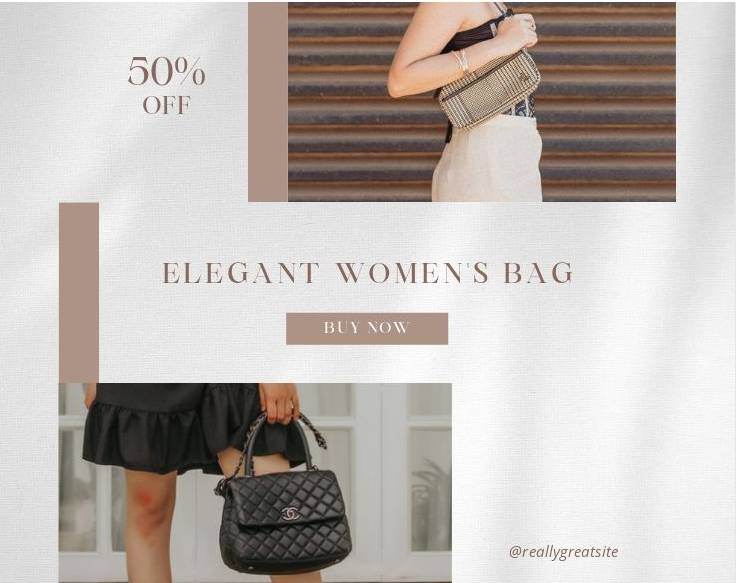 50%
OFF
ELEGANT WOMEN'S BAG
BUY NOW
@reallygreatsite